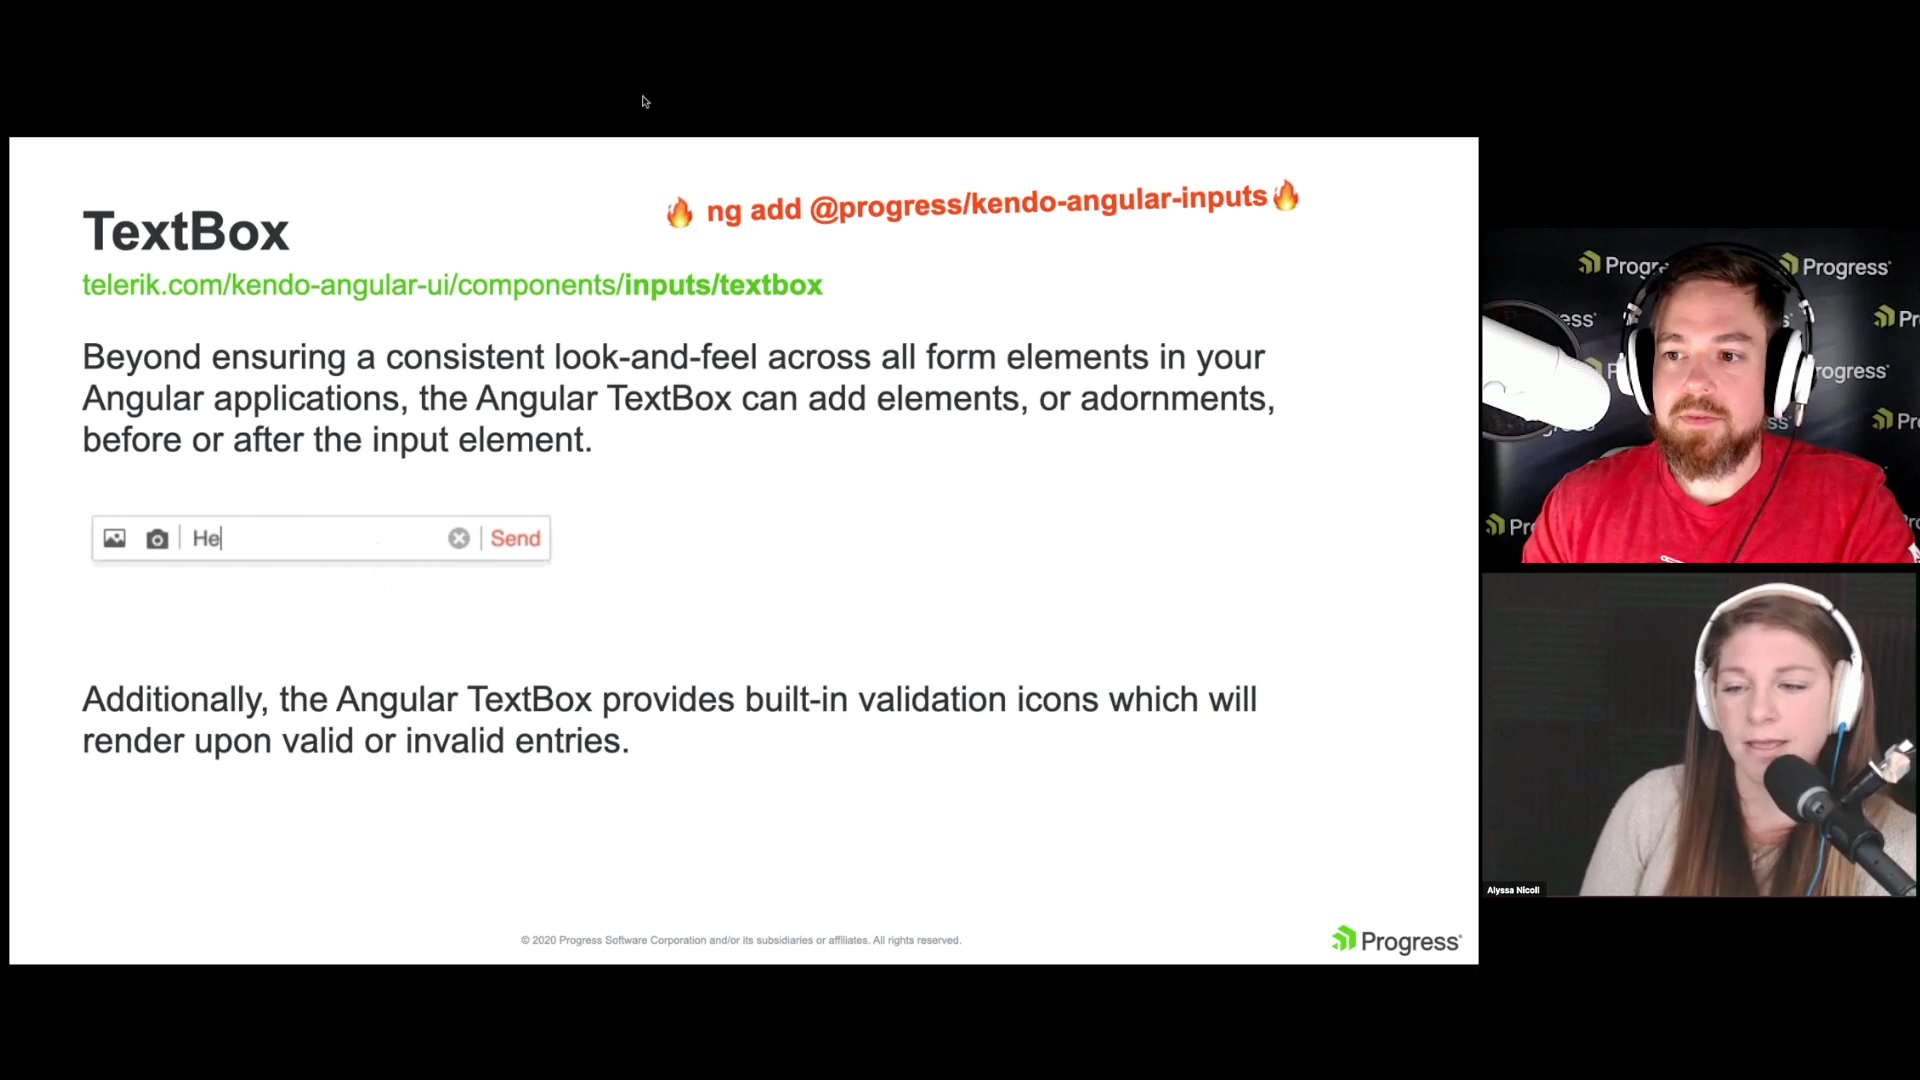 🔥 ng add @progress/kendo-angular-inputs🔥
TextBox
telerik.com/kendo-angular-ui/components/inputs/textbox
Beyond ensuring a consistent look-and-feel across all form elements in your
Angular applications, the Angular TextBox can add elements, or adornments,
before or after the input element.
He
Send
Additionally, the Angular TextBox provides built-in validation icons which will
render upon valid or invalid entries.
© 2020 Progress Software Corporation and/or its subsidiaries or affiliates. All rights reserved.
Progress
Progress
Alyssa Nicoll